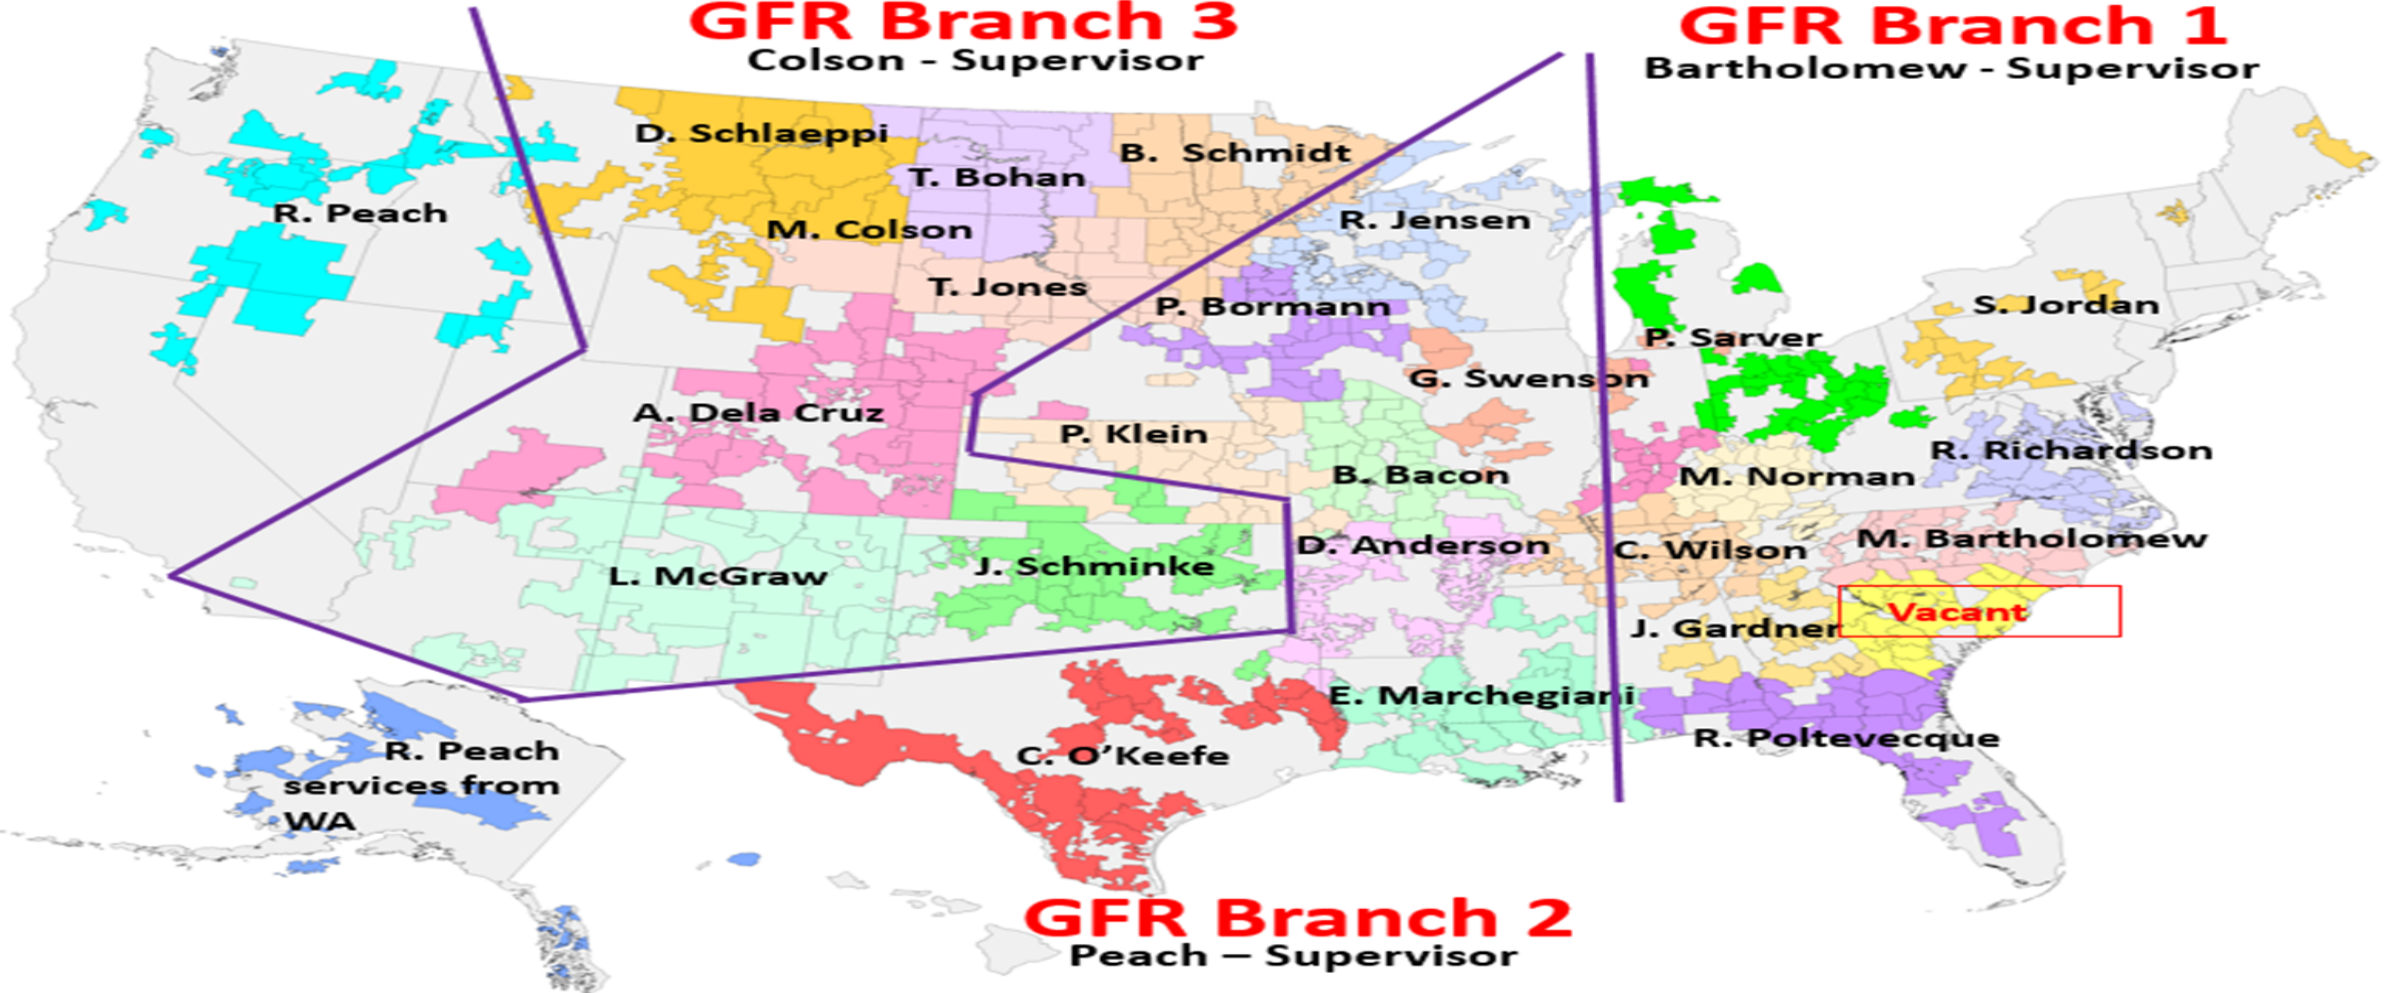 GFR Branch 3
Colson - Supervisor
GFR Branch 1
Bartholomew - Supervisor
D. Schlaeppi
B.  Schmidt
T. Bohan
R. Peach
R. Jensen
M. Colson
T. Jones
P. Bormann
S. Jordan
P. Sarver
G. Swenson
A. Dela Cruz
P. Klein
R. Richardson
B. Bacon
M. Norman
D. Anderson
C. Wilson
M. Bartholomew
L. McGraw
J. Schminke
Vacant
J. Gardner
E. Marchegiani
R. Poltevecque
R. Peach
services from
WA
C. O’Keefe
GFR Branch 2
Peach – Supervisor